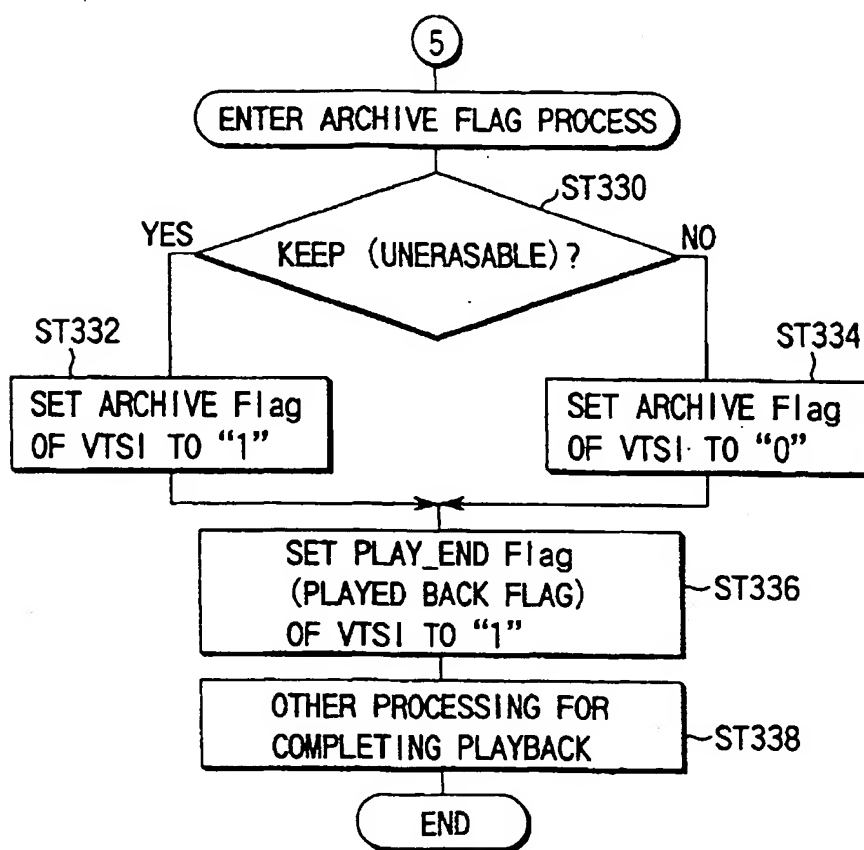 5
ENTER ARCHIVE FLAG PROCESS
ST330
YES
NO
KEEP (UNERASABLE)?
ST332
ST334
SET ARCHIVE Flag
OF VTSI TO “1”
SET ARCHIVE Flag
OF VTSI TO “0”
SET PLAY_END Flag
(PLAYED BACK FLAG)
OF VTSI TO “1”
ST336
OTHER PROCESSING FOR
COMPLETING PLAYBACK
ST338
END